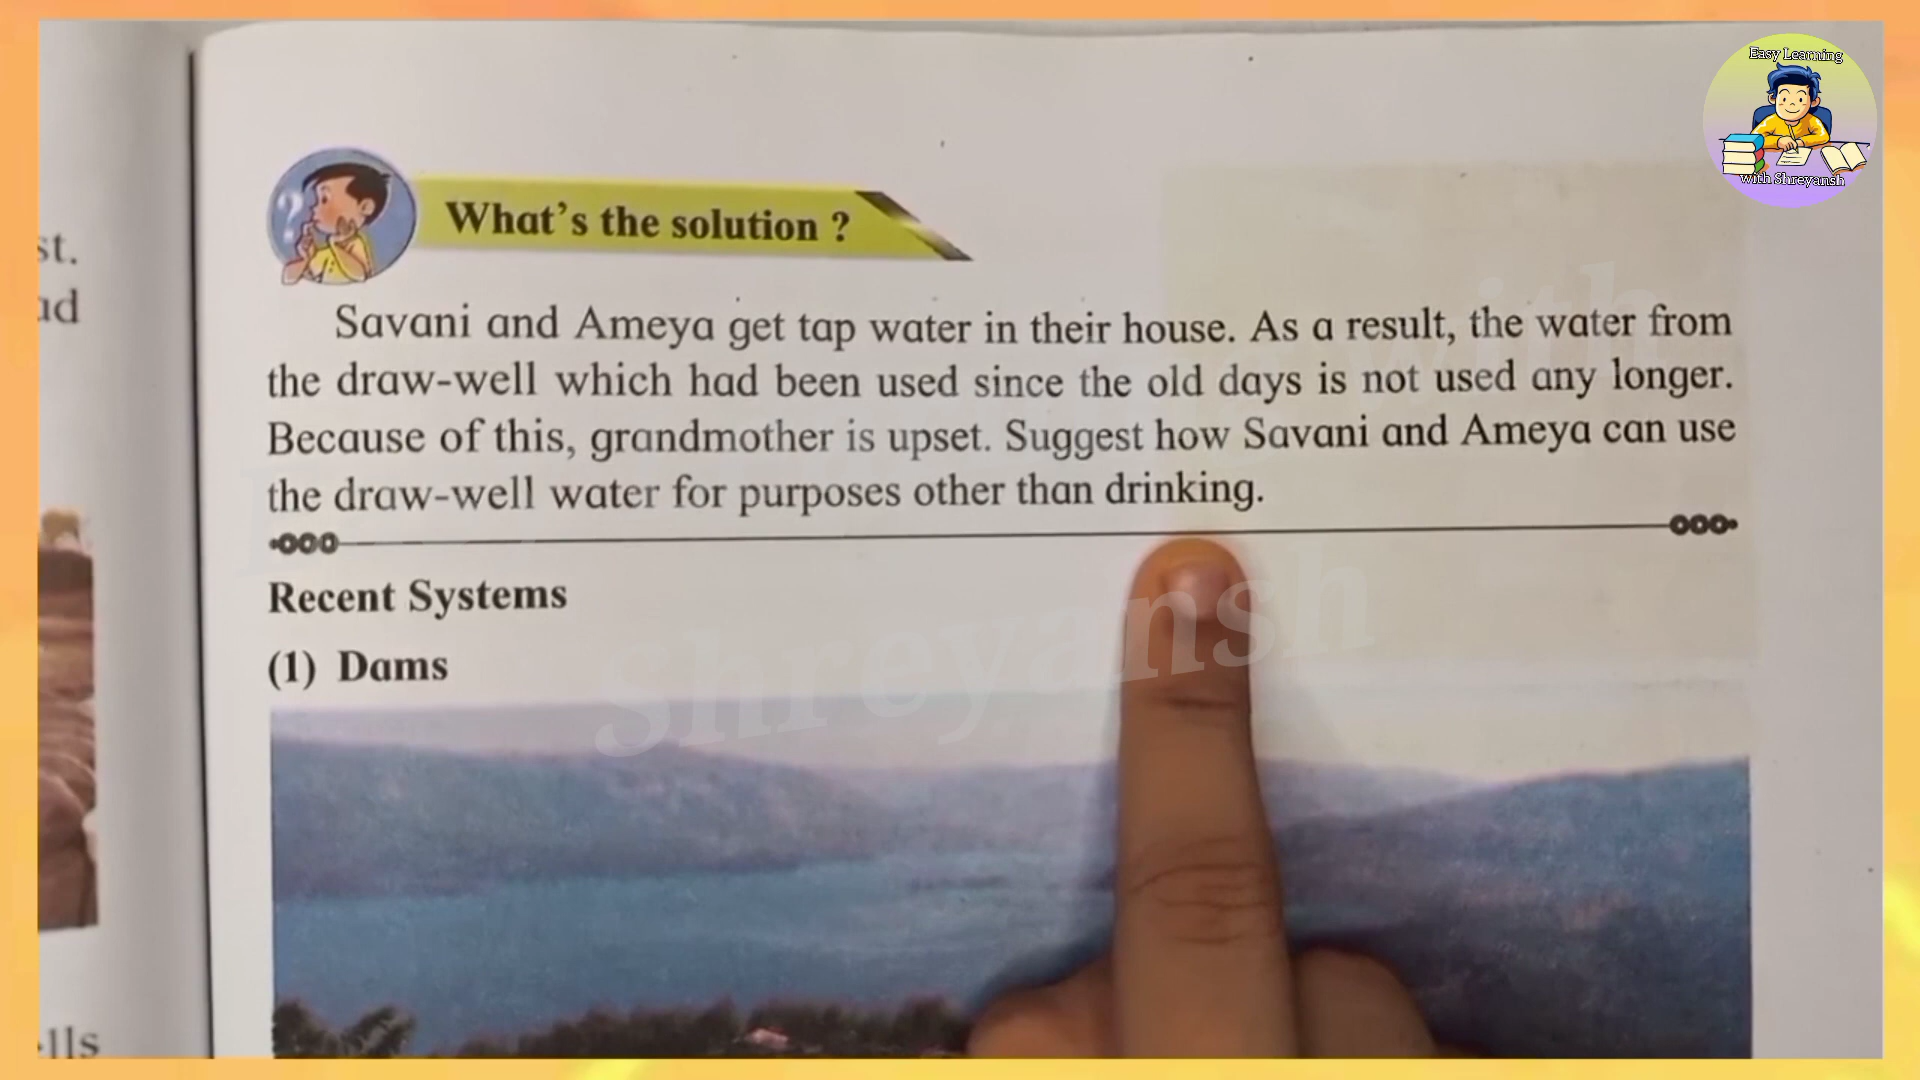 Easy Learning
with Shreyansh
st.
What's the solution ?
Savani and Ameya get tap water in their house. As a result, the water from
the draw-well which had been used since the old days is not used any longer.
Because of this, grandmother is upset. Suggest how Savani and Ameya can use
the draw-well water for purposes other than drinking.
Recent Systems
(1) Dams
with
Shreyansh